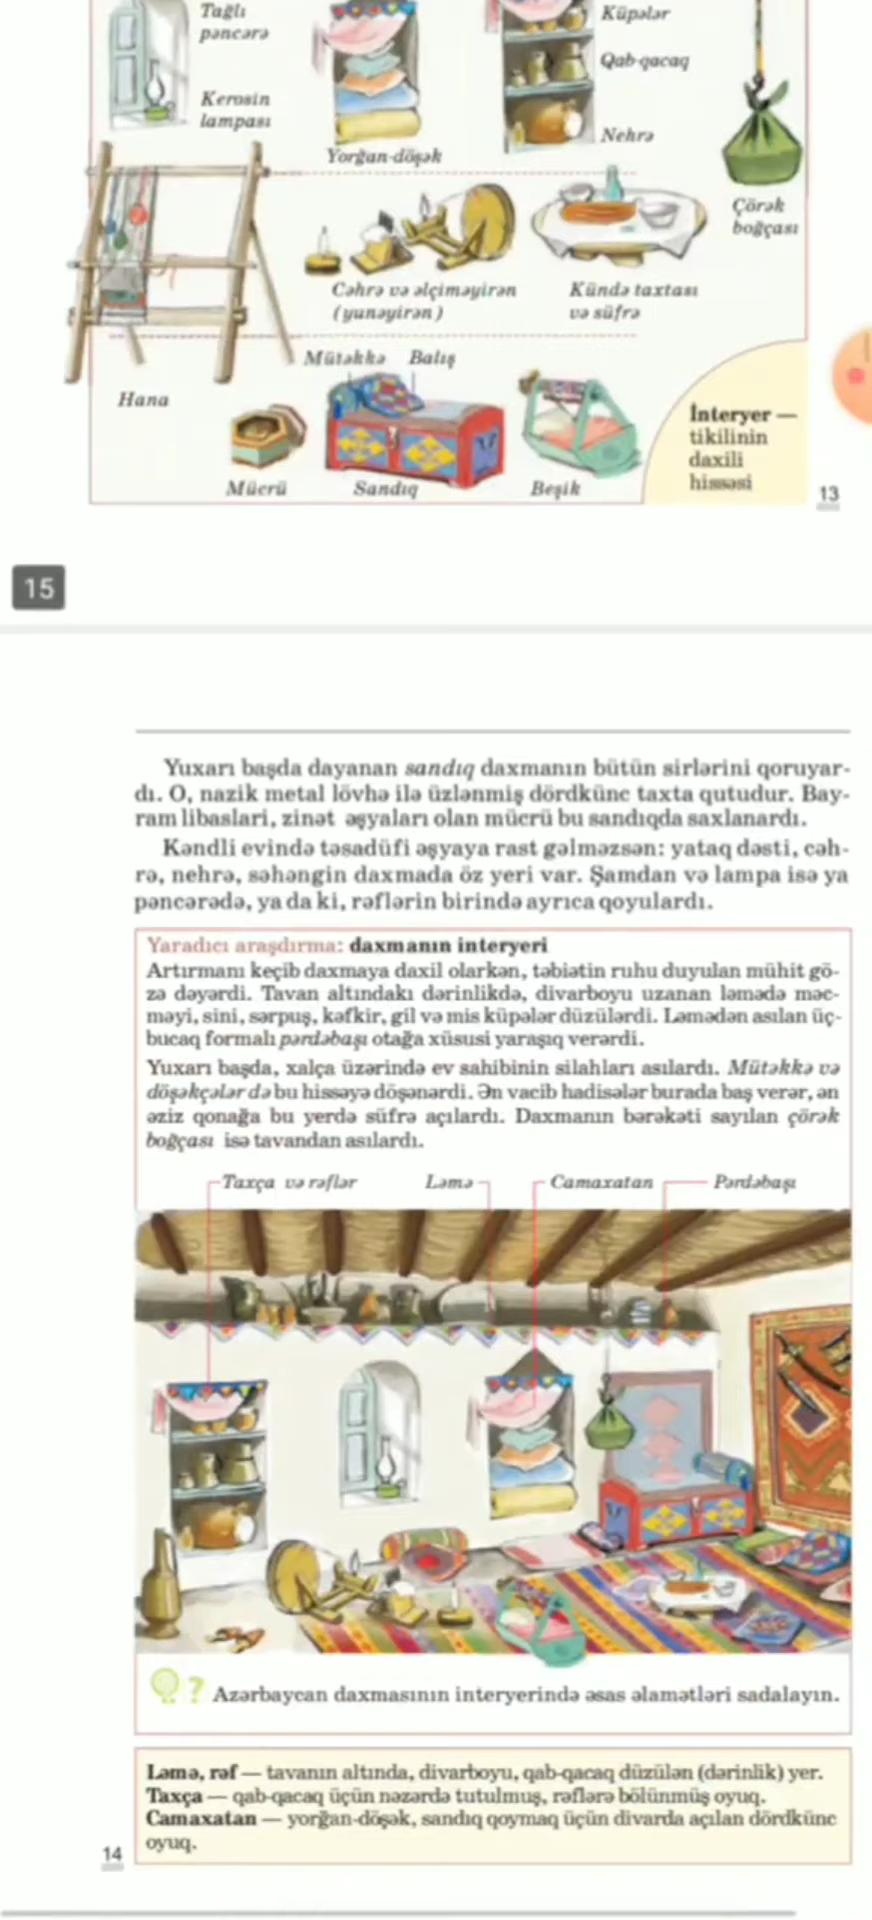 Tağlı
pəncərə
Kerosin
lampası
Yorğan-döşək
Küpələr
Qab-qacaq
Nehrə
Çörək
boğçası
Cəhrə və əlçiməyirən
(yunəyirən)
Kündə taxtası
və süfrə
Hana
Mütəkkə Balış
Mücrü
Sandıq
Beşik
İnteryer —
tikilinin
daxili
hissəsi
13
15
Yuxarı başda dayanan sandıq daxmanın bütün sirlərini qoruyar-
dı. O, nazik metal lövhə ilə üzlənmiş dördkünc taxta qutudur. Bay-
ram libasları, zinət əşyaları olan mücrü bu sandıqda saxlanardı.
Kəndli evində təsadüfi əşyaya rast gəlməzsən: yataq dəsti, cəh-
rə, nehrə, səhəngin daxmada öz yeri var. Şamdan və lampa isə ya
pəncərədə, ya da ki, rəflərin birində ayrıca qoyulardı.
Yaradıcı araşdırma: daxmanın interyeri
Artırmanı keçib daxmaya daxil olarkən, təbiətin ruhu duyulan mühit gö-
zə dəyərdi. Tavan altındakı dərinlikdə, divarboyu uzanan ləmədə məc-
məyi, sini, sərpuş, kəfkir, gil və mis küpələr düzülərdi. Ləmədən asılan üç-
bucaq formalı pərdəbaşı otağa xüsusi yaraşıq verərdi.
Yuxarı başda, xalça üzərində ev sahibinin silahları asılardı. Mütəkkə və
döşəkçələr də bu hissəyə döşənərdi. Ən vacib hadisələr burada baş verər, ən
əziz qonağa bu yerdə süfrə açılardı. Daxmanın bərəkəti sayılan çörək
boğçası isə tavandan asılardı.
Taxça və rəflər Ləmə Camaxatan Pərdəbaşı
? Azərbaycan daxmasının interyerində əsas əlamətləri sadalayın.
Ləmə, rəf — tavanın altında, divarboyu, qab-qacaq düzülən (dərinlik) yer.
Taxça — qab-qacaq üçün nəzərdə tutulmuş, rəflərə bölünmüş oyuq.
Camaxatan — yorğan-döşək, sandıq qoymaq üçün divarda açılan dördkünc
oyuq.
14